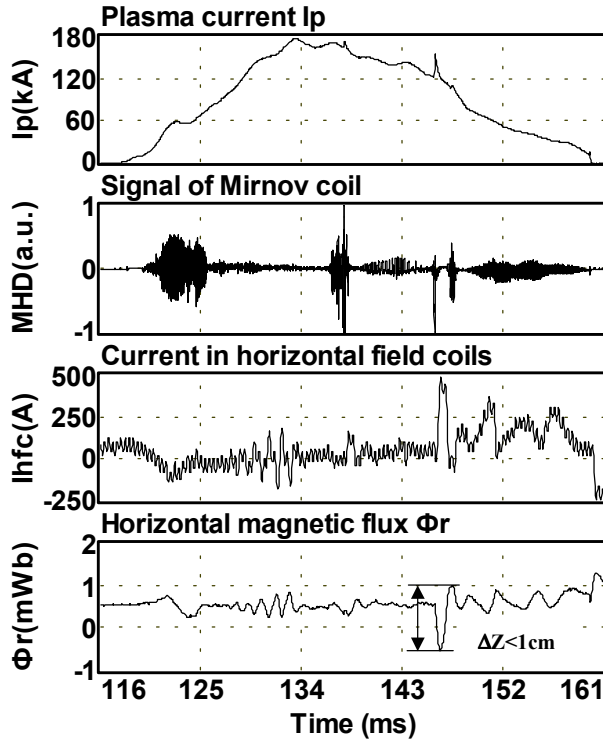 Plasma current Ip
Ip(kA)
180
120
60
0
Signal of Mirnov coil
MHD(a.u.)
1
0
-1
Current in horizontal field coils
Ihfc(A)
500
250
0
-250
Horizontal magnetic flux Φr
Φr(mWb)
2
1
0
-1
ΔZ<1cm
116 125 134 143 152 161
Time (ms)